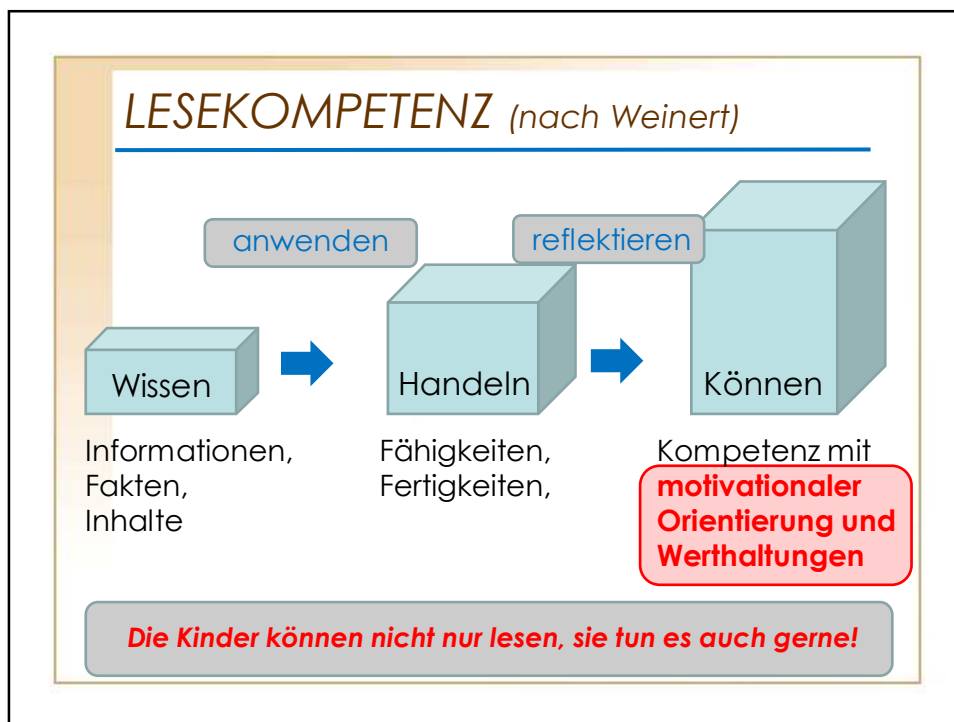 LESEKOMPETENZ (nach Weinert)
anwenden
reflektieren
Wissen
Handeln
Können
Informationen,
Fakten,
Inhalte
Fähigkeiten,
Fertigkeiten,
Kompetenz mit
motivationaler
Orientierung und
Werthaltungen
Die Kinder können nicht nur lesen, sie tun es auch gerne!